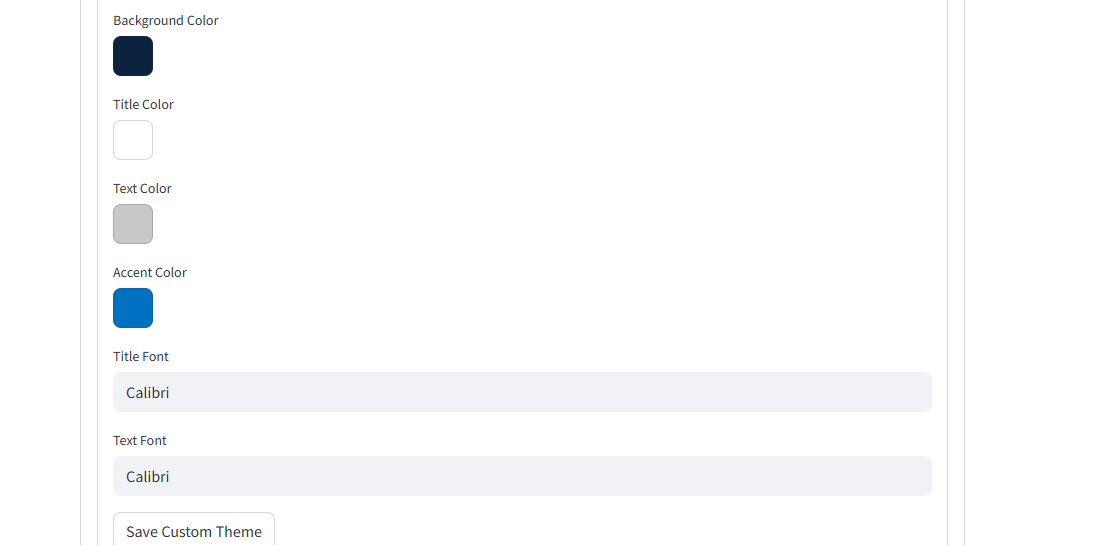 Background Color
Title Color
Text Color
Accent Color
Title Font
Calibri
Text Font
Calibri
Save Custom Theme